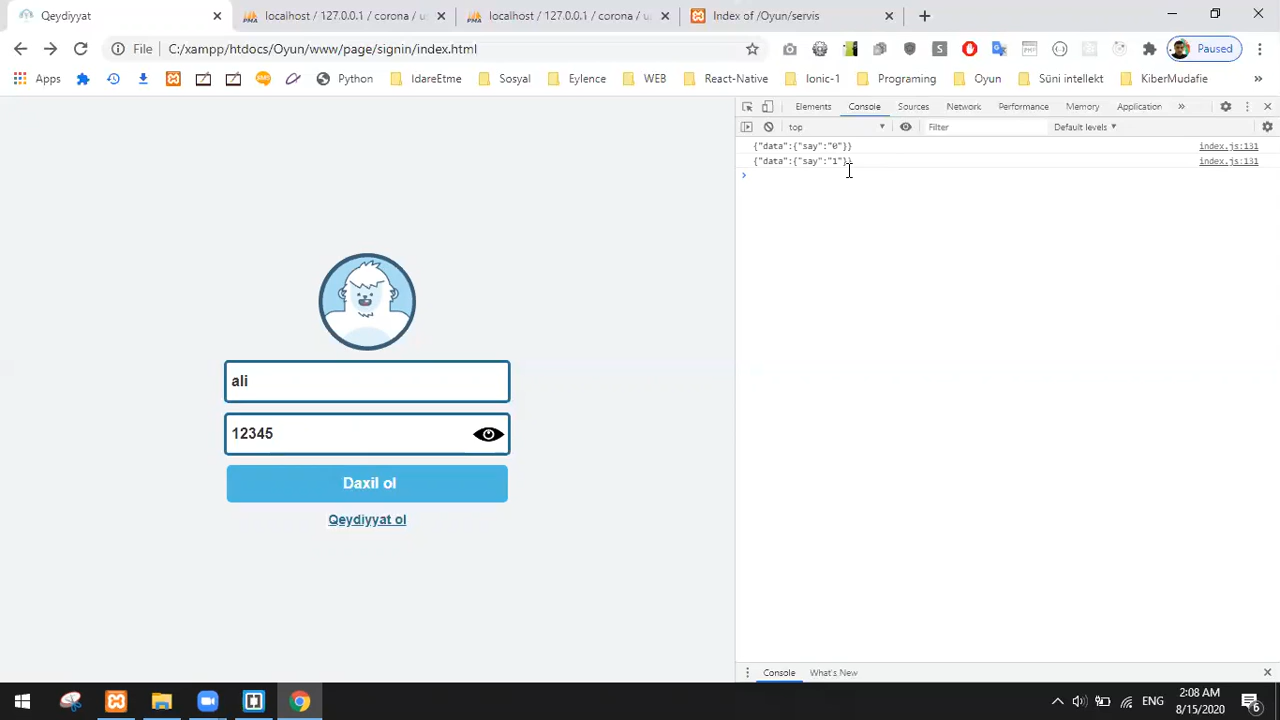 Qeydiyyat
localhost / 127.0.0.1 / corona / us
localhost / 127.0.0.1 / corona / us
Index of /Oyun/servis
File
C:/xampp/htdocs/Oyun/www/page/signin/index.html
Paused
Apps
Python
IdareEtme
Sosyal
Eylence
WEB
React-Native
Ionic-1
Programing
Oyun
Süni intellekt
KiberMudafie
Elements
Console
Sources
Network
Performance
Memory
Application
top
Filter
Default levels
{"data":{"say":"0"}}
index.js:131
{"data":{"say":"1"}}
index.js:131
ali
12345
Daxil ol
Qeydiyyat ol
Console
What's New
ENG
2:08 AM
8/15/2020
6